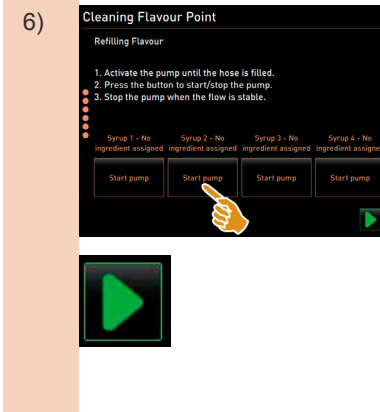 6)
Cleaning Flavour Point
Refilling Flavour
1. Activate the pump until the hose is filled.
2. Press the button to start/stop the pump.
3. Stop the pump when the flow is stable.
Syrup 1 - No Syrup 2 - No Syrup 3 - No Syrup 4 - No
ingredient assigned ingredient assigned ingredient assigned ingredient assigne
Start pump Start pump Start pump Start pump